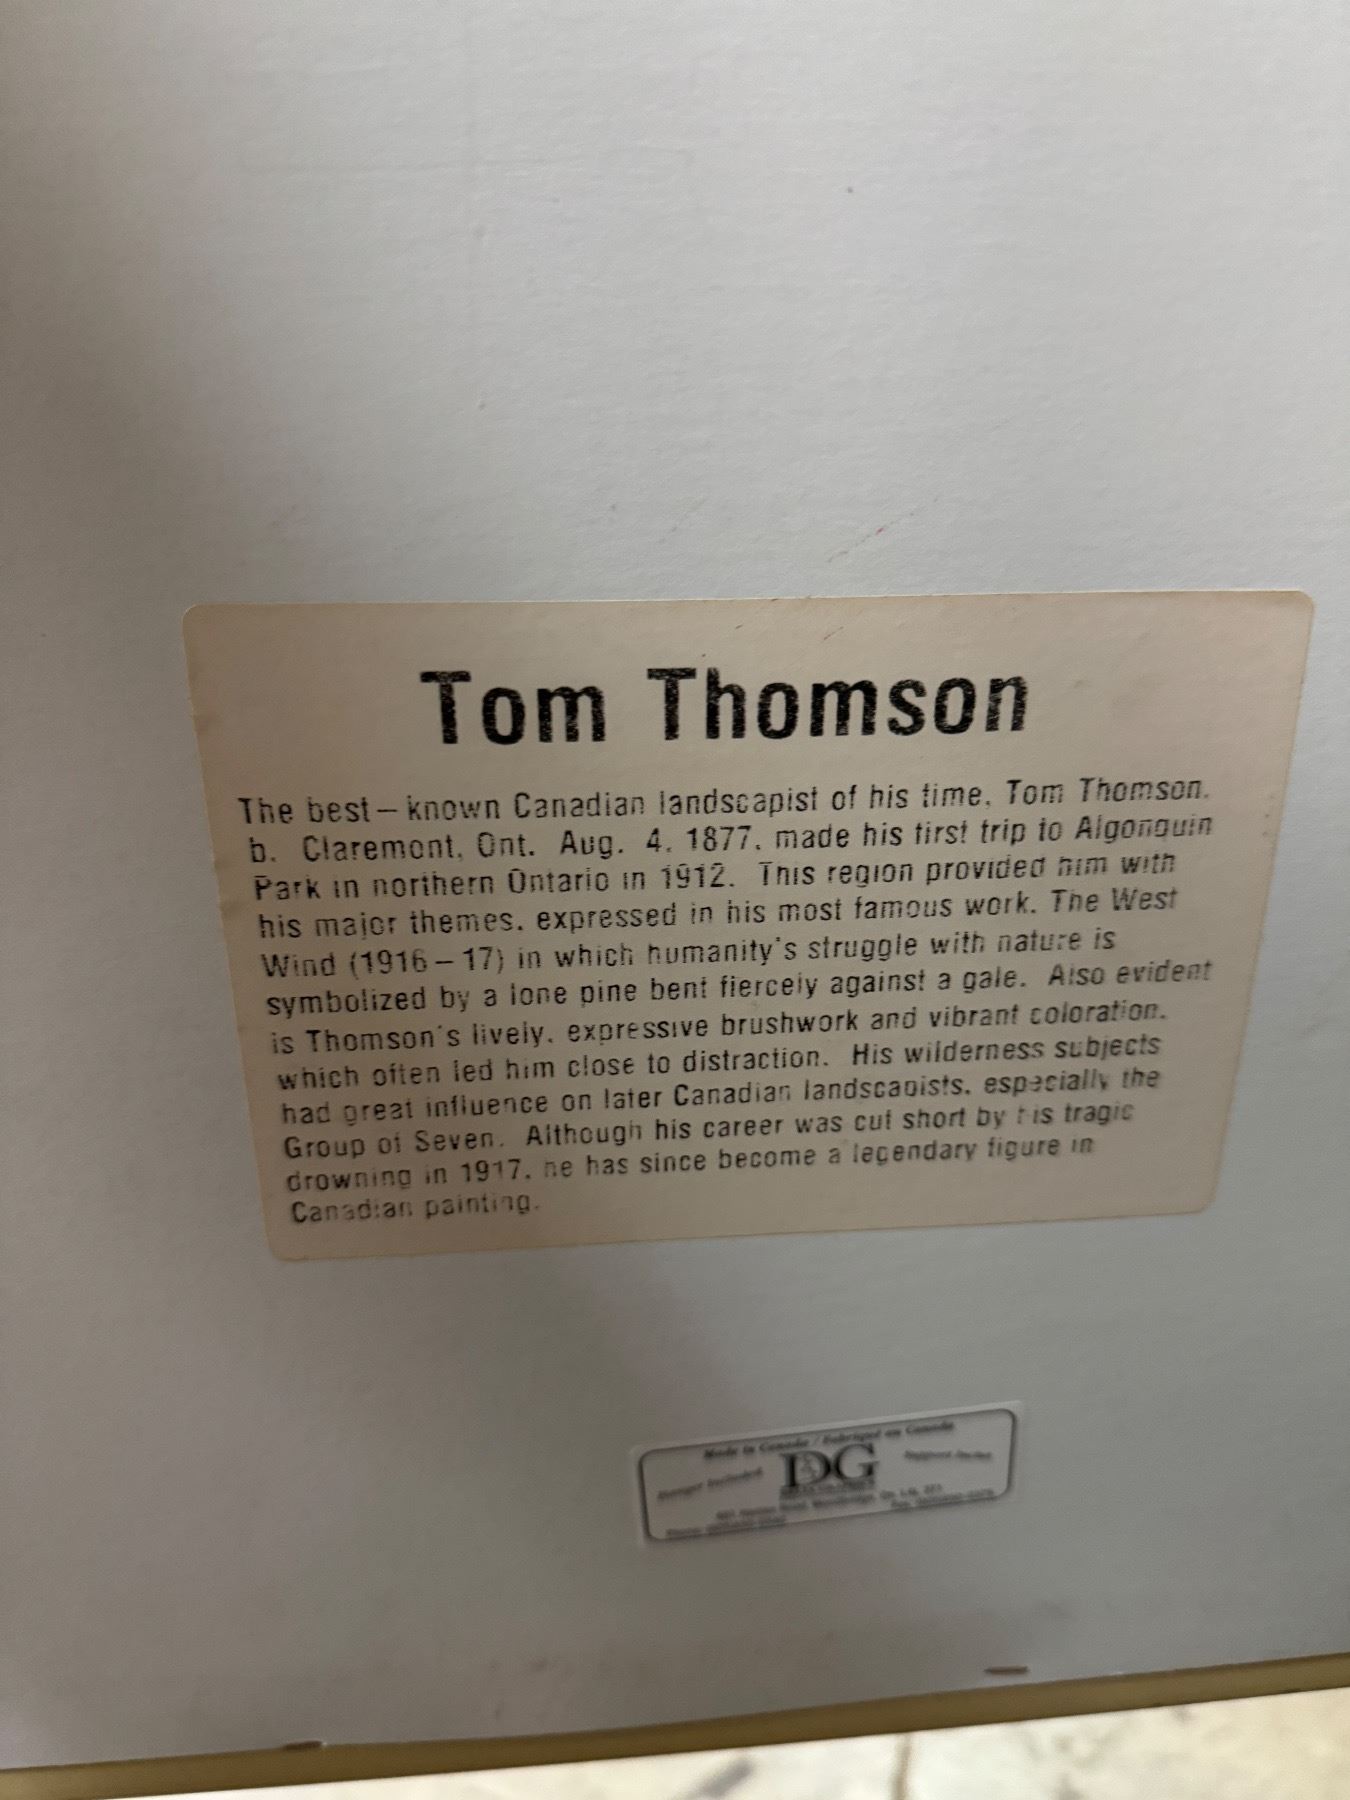 Tom Thomson
The best – known Canadian landscapist of his time, Tom Thomson,
b. Claremont, Ont. Aug. 4, 1877, made his first trip to Algonquin
Park in northern Ontario in 1912. This region provided him with
his major themes, expressed in his most famous work, The West
Wind (1916 – 17) in which humanity's struggle with nature is
symbolized by a lone pine bent fiercely against a gale. Also evident
is Thomson's lively, expressive brushwork and vibrant coloration,
which often led him close to distraction. His wilderness subjects
had great influence on later Canadian landscapists, especially the
Group of Seven. Although his career was cut short by his tragic
drowning in 1917, he has since become a legendary figure in
Canadian painting.
Made in Canada / Fabriqué au Canada
DG